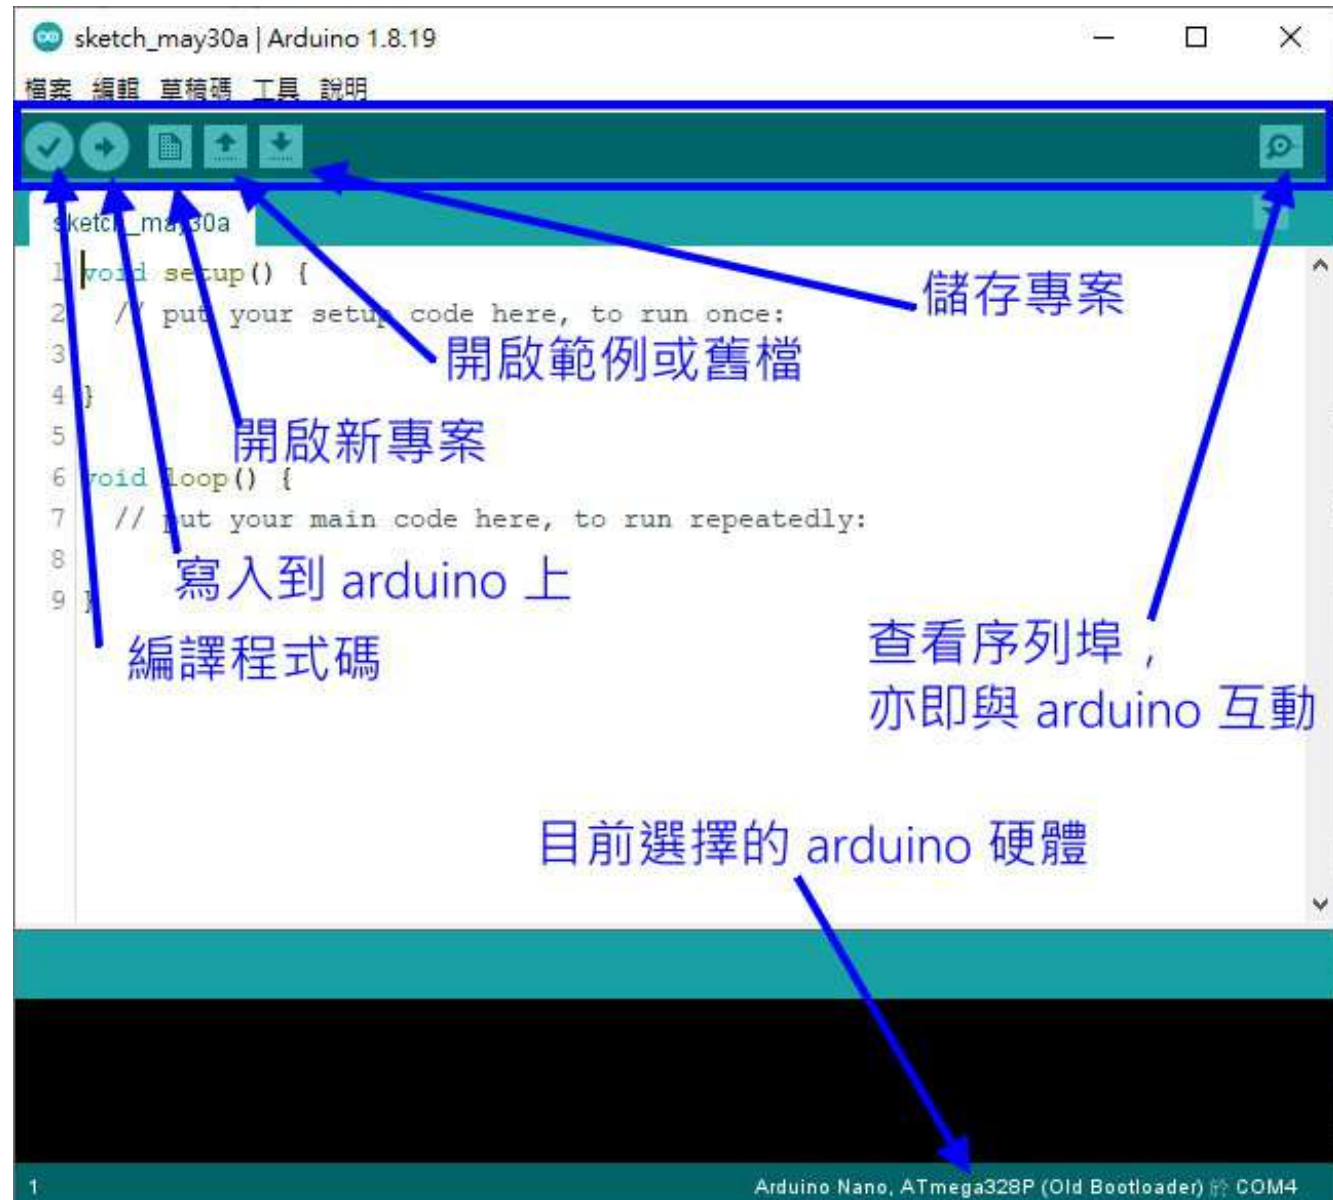 sketch_may30a | Arduino 1.8.19
檔案 編輯 草稿碼 工具 說明
sketch_may30a
1 void setup() {
2 // put your setup code here, to run once:
儲存專案
3
開啟範例或舊檔
4 }
5
開啟新專案
6 void loop() {
7 // put your main code here, to run repeatedly:
8
寫入到 arduino 上
9 }
編譯程式碼
查看序列埠，
亦即與 arduino 互動
目前選擇的 arduino 硬體
1
Arduino Nano, ATmega328P (Old Bootloader) 於 COM4